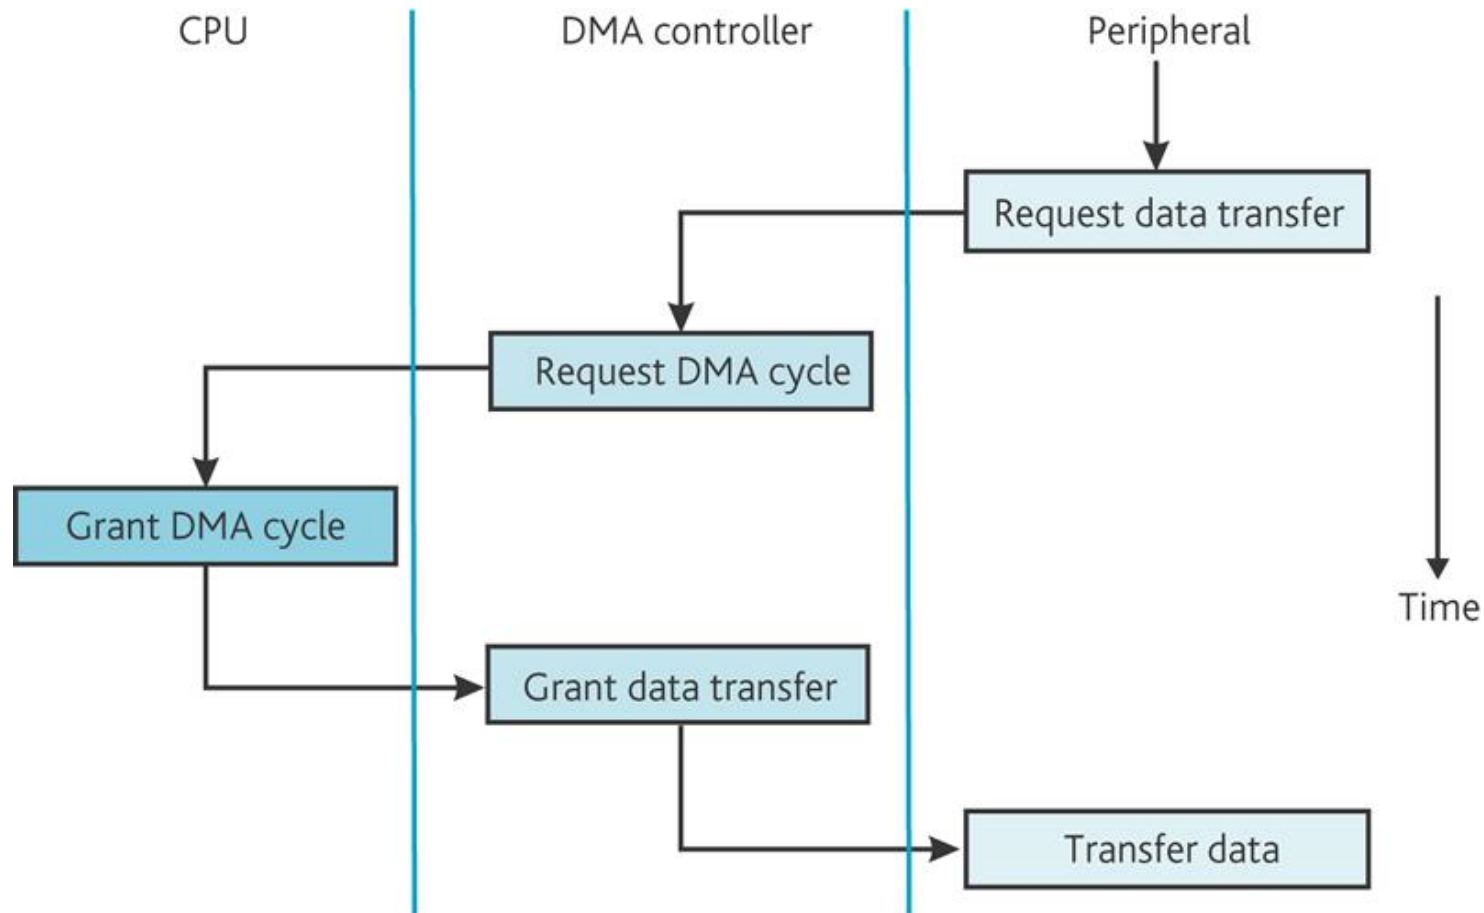 CPU
DMA controller
Peripheral
Request data transfer
Request DMA cycle
Grant DMA cycle
Time
Grant data transfer
Transfer data